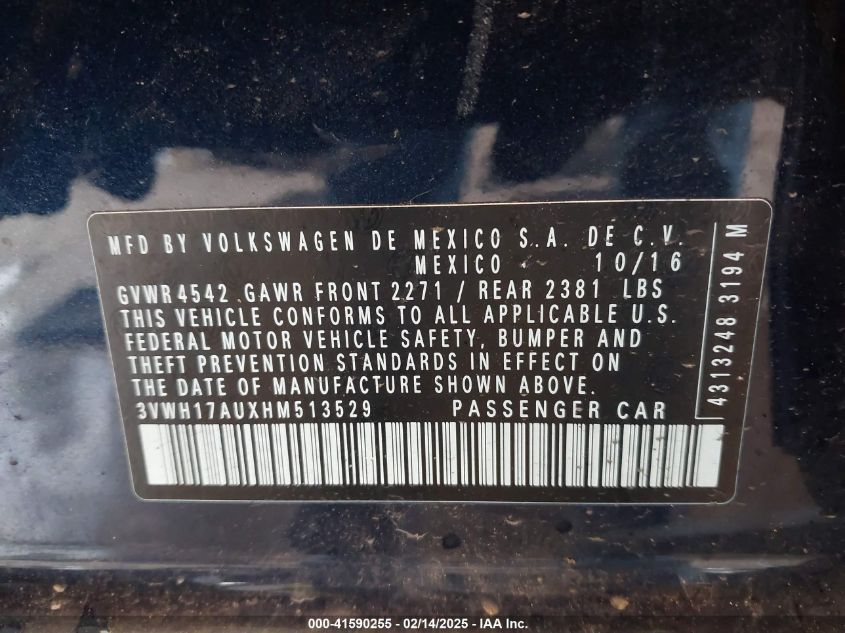 MFD BY VOLKSWAGEN DE MEXICO S.A. DE C.V.
MEXICO 10/16
GVWR 4542 GAWR FRONT 2271 / REAR 2381 LBS
THIS VEHICLE CONFORMS TO ALL APPLICABLE U.S.
FEDERAL MOTOR VEHICLE SAFETY, BUMPER AND
THEFT PREVENTION STANDARDS IN EFFECT ON
THE DATE OF MANUFACTURE SHOWN ABOVE.
3VWH17AUXHM513529 PASSENGER CAR
4313248 3194 M
000-41590255 - 02/14/2025 - IAA Inc.